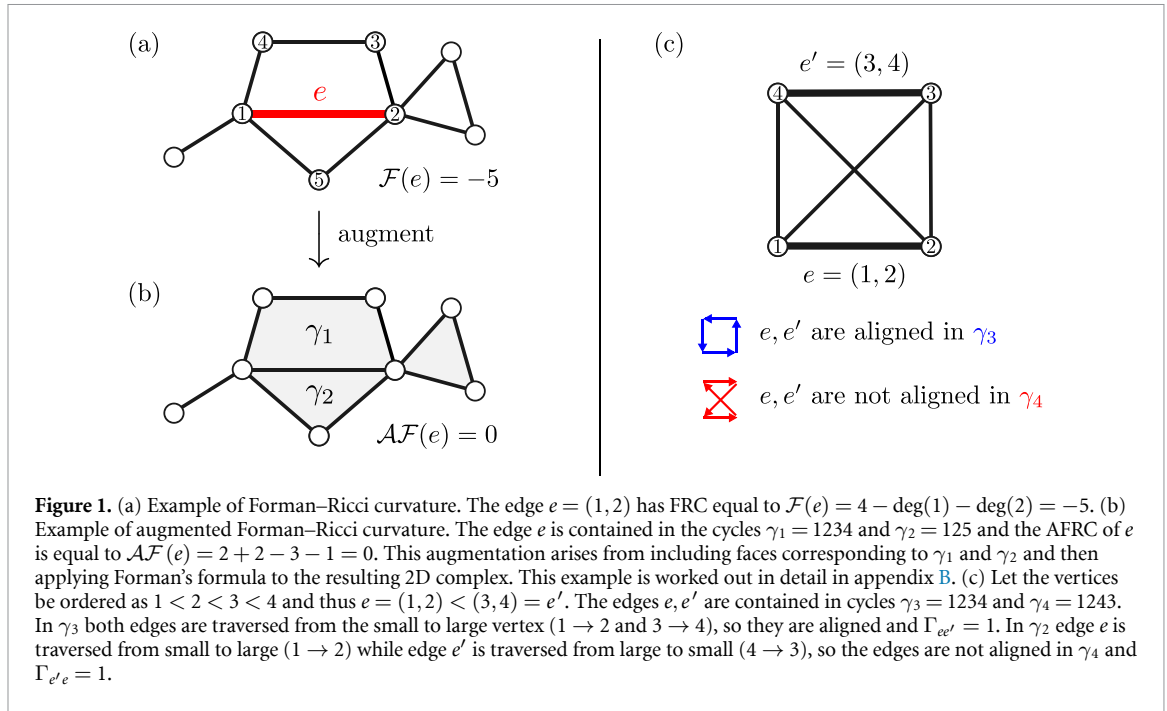 (a)
4
3
e
1
2
5
F(e) = −5
augment
(b)
γ₁
γ₂
AF(e) = 0
(c)
e′ = (3, 4)
4
3
1
2
e = (1, 2)
e, e′ are aligned in γ₃
e, e′ are not aligned in γ₄
Figure 1. (a) Example of Forman–Ricci curvature. The edge e = (1, 2) has FRC equal to F(e) = 4 − deg(1) − deg(2) = −5. (b)
Example of augmented Forman–Ricci curvature. The edge e is contained in the cycles γ₁ = 1234 and γ₂ = 125 and the AFRC of e
is equal to AF(e) = 2 + 2 − 3 − 1 = 0. This augmentation arises from including faces corresponding to γ₁ and γ₂ and then
applying Forman's formula to the resulting 2D complex. This example is worked out in detail in appendix B. (c) Let the vertices
be ordered as 1 < 2 < 3 < 4 and thus e = (1, 2) < (3, 4) = e′. The edges e, e′ are contained in cycles γ₃ = 1234 and γ₄ = 1243.
In γ₃ both edges are traversed from the small to large vertex (1 → 2 and 3 → 4), so they are aligned and Γₑₑ′ = 1. In γ₂ edge e is
traversed from small to large (1 → 2) while edge e′ is traversed from large to small (4 → 3), so the edges are not aligned in γ₄ and
Γₑ′ₑ = 1.